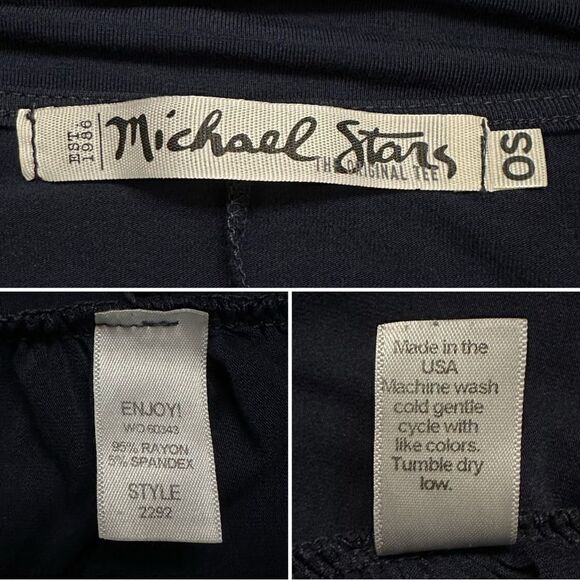 EST.
1986
Michael Stars
THE ORIGINAL TEE
OS
ENJOY!
W/O 60343
95% RAYON
5% SPANDEX
STYLE
2292
Made in the
USA
Machine wash
cold gentle
cycle with
like colors.
Tumble dry
low.